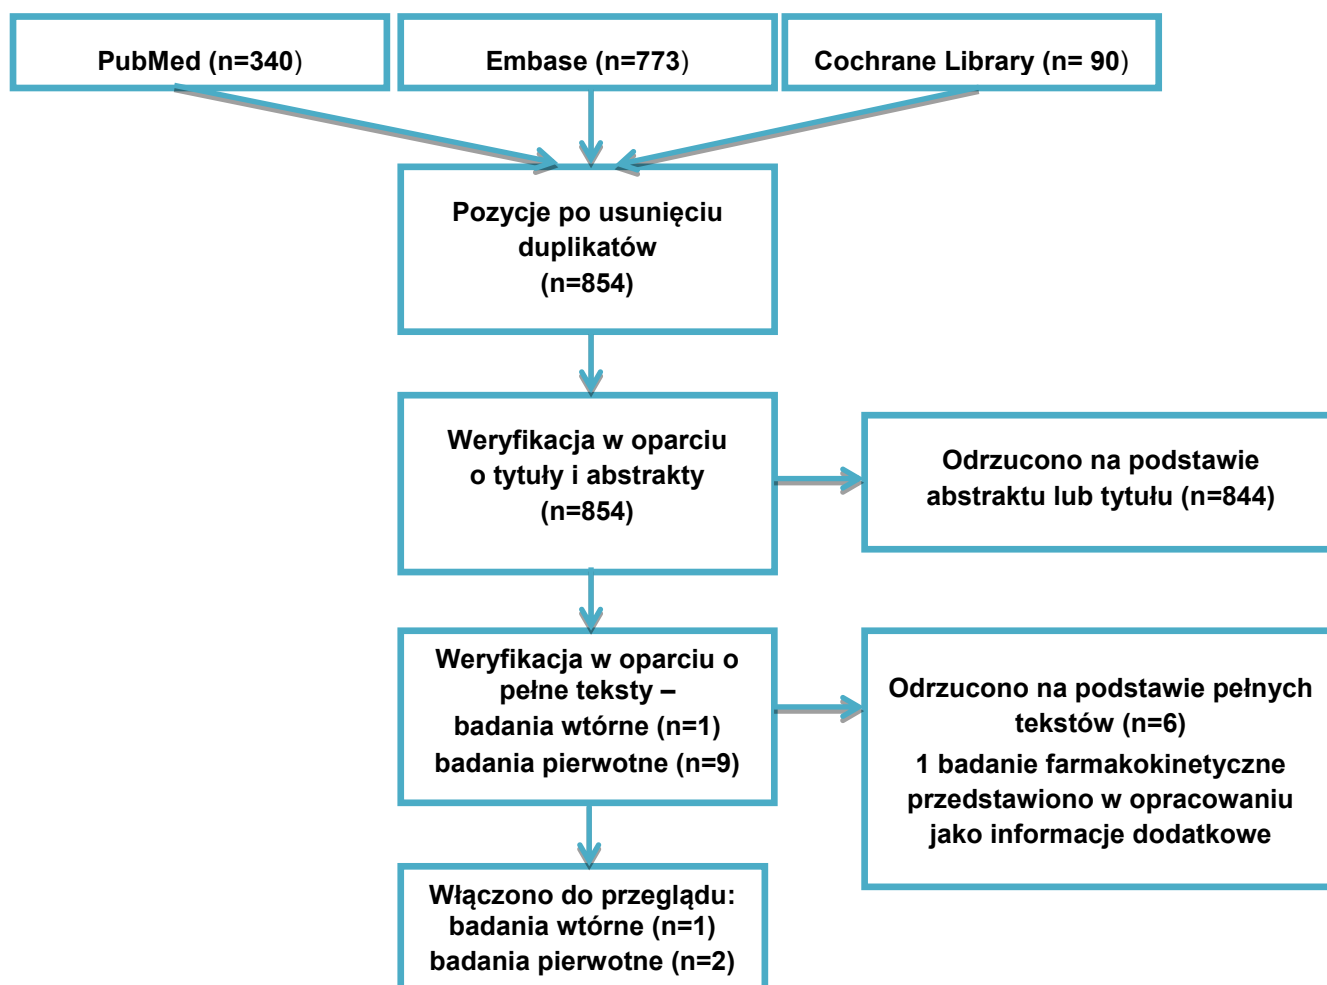 PubMed (n=340)
Embase (n=773)
Cochrane Library (n= 90)
Pozycje po usunięciu
duplikatów
(n=854)
Weryfikacja w oparciu
o tytuły i abstrakty
(n=854)
Odrzucono na podstawie
abstraktu lub tytułu (n=844)
Weryfikacja w oparciu o
pełne teksty –
badania wtórne (n=1)
badania pierwotne (n=9)
Odrzucono na podstawie pełnych
tekstów (n=6)
1 badanie farmakokinetyczne
przedstawiono w opracowaniu
jako informacje dodatkowe
Włączono do przeglądu:
badania wtórne (n=1)
badania pierwotne (n=2)